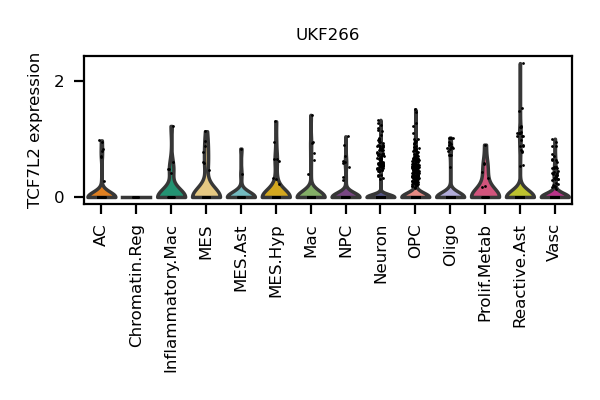 UKF266
TCF7L2 expression
2
0
AC
Chromatin.Reg
Inflammatory.Mac
MES
MES.Ast
MES.Hyp
Mac
NPC
Neuron
OPC
Oligo
Prolif.Metab
Reactive.Ast
Vasc